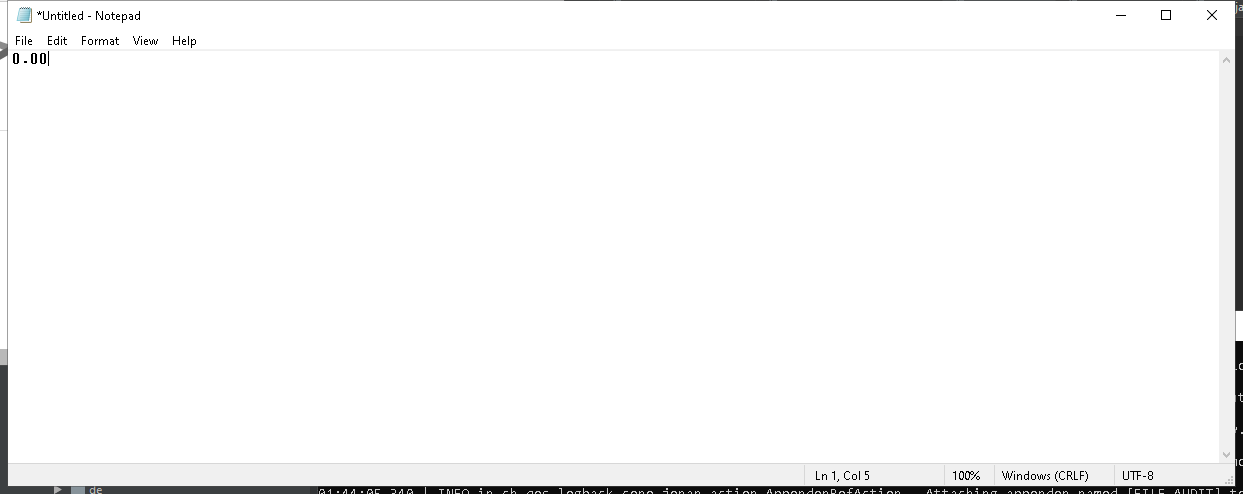 *Untitled - Notepad
File Edit Format View Help
0.00
Ln 1, Col 5 100% Windows (CRLF) UTF-8
de
01:44:05,340 | INFO in ch.qos.logback.core.joran.action.AppenderRefAction - Attaching appender named [FILE_AUDIT] t